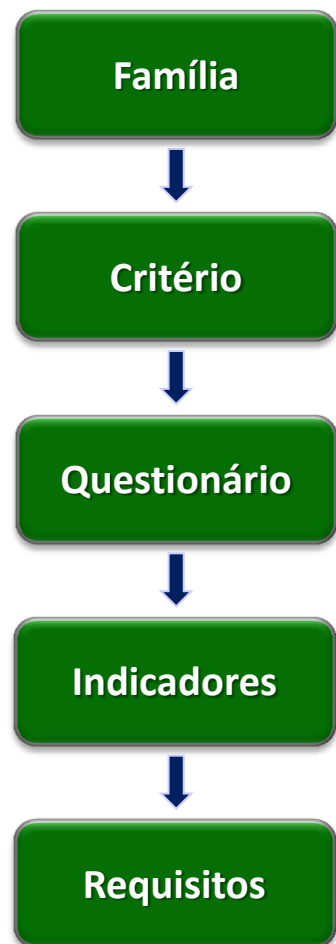 Família
Critério
Questionário
Indicadores
Requisitos